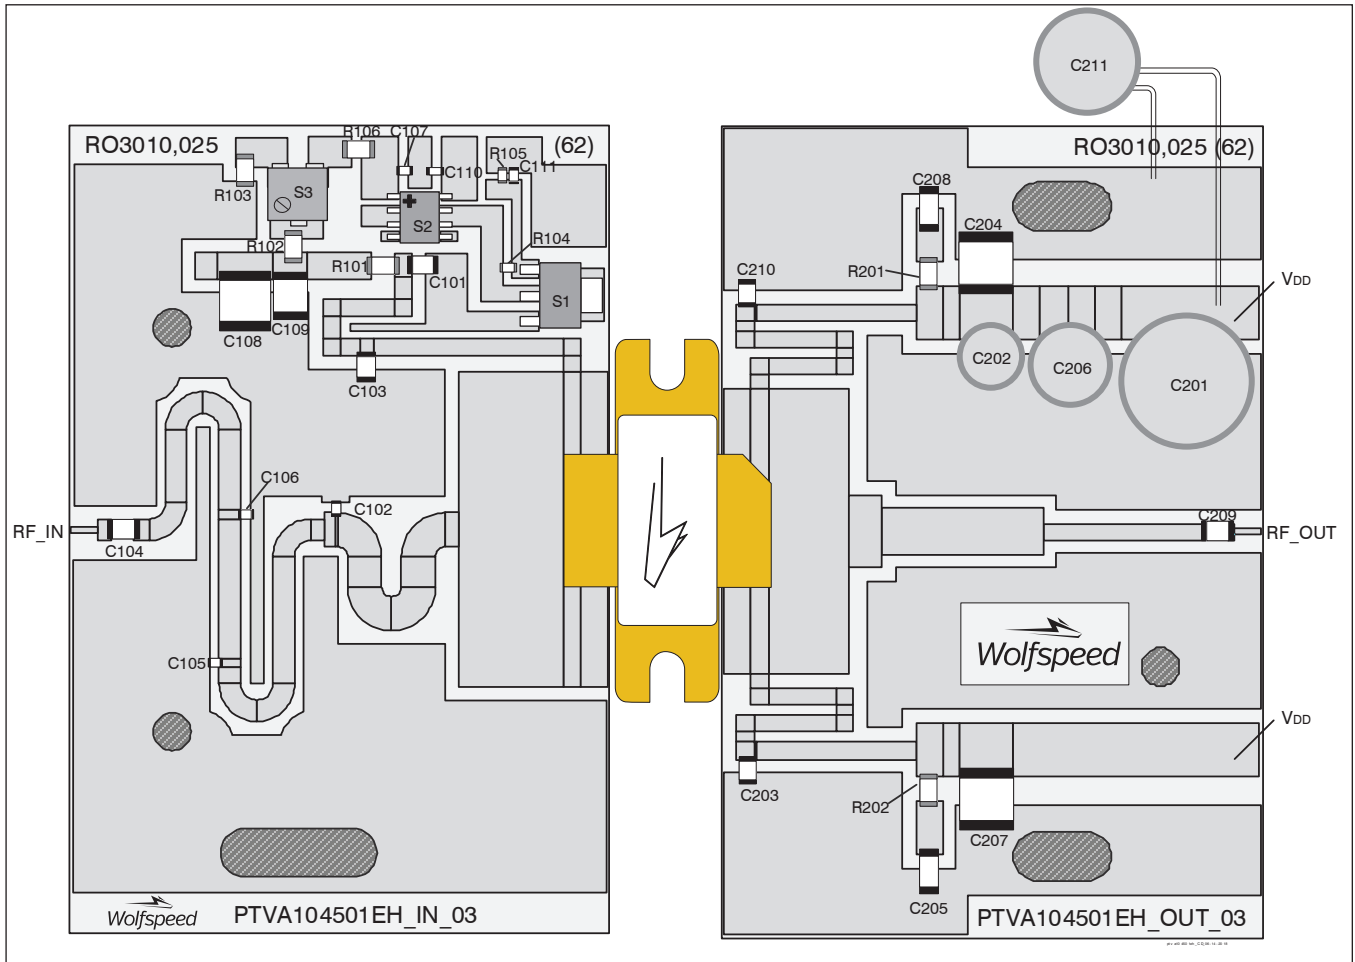 C211
RO3010,025
R106
C107
(62)
R105
C111
C110
R103
S3
S2
R102
R101
C101
R104
S1
C108
C109
C103
RO3010,025 (62)
C208
C204
C210
R201
VDD
C202
C206
C201
C106
C102
RF_IN
C104
C209
RF_OUT
C105
Wolfspeed
VDD
C203
R202
C207
C205
Wolfspeed
PTVA104501EH_IN_03
PTVA104501EH_OUT_03